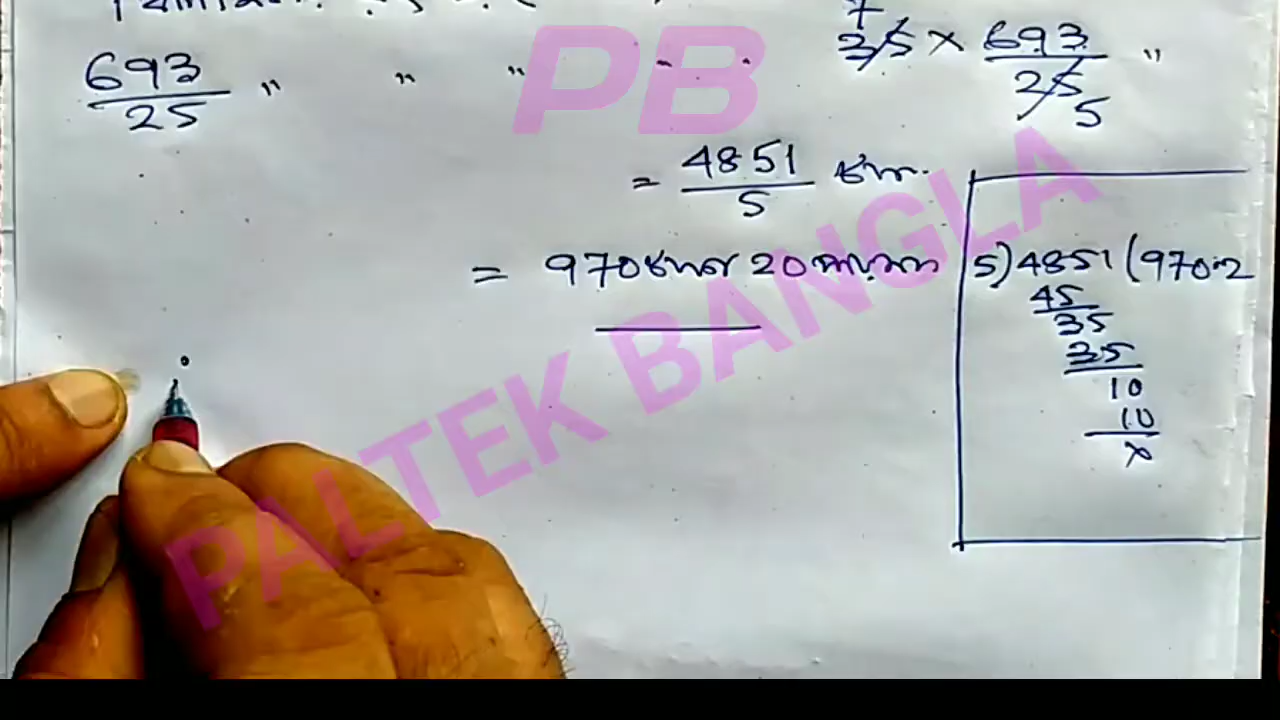 PB
7
35 × 693/25 "
5
693/25 " " "
= 4851/5
= 970 20
5)4851(970.2
45
35
35
10
10
×
PALTEK BANGLA